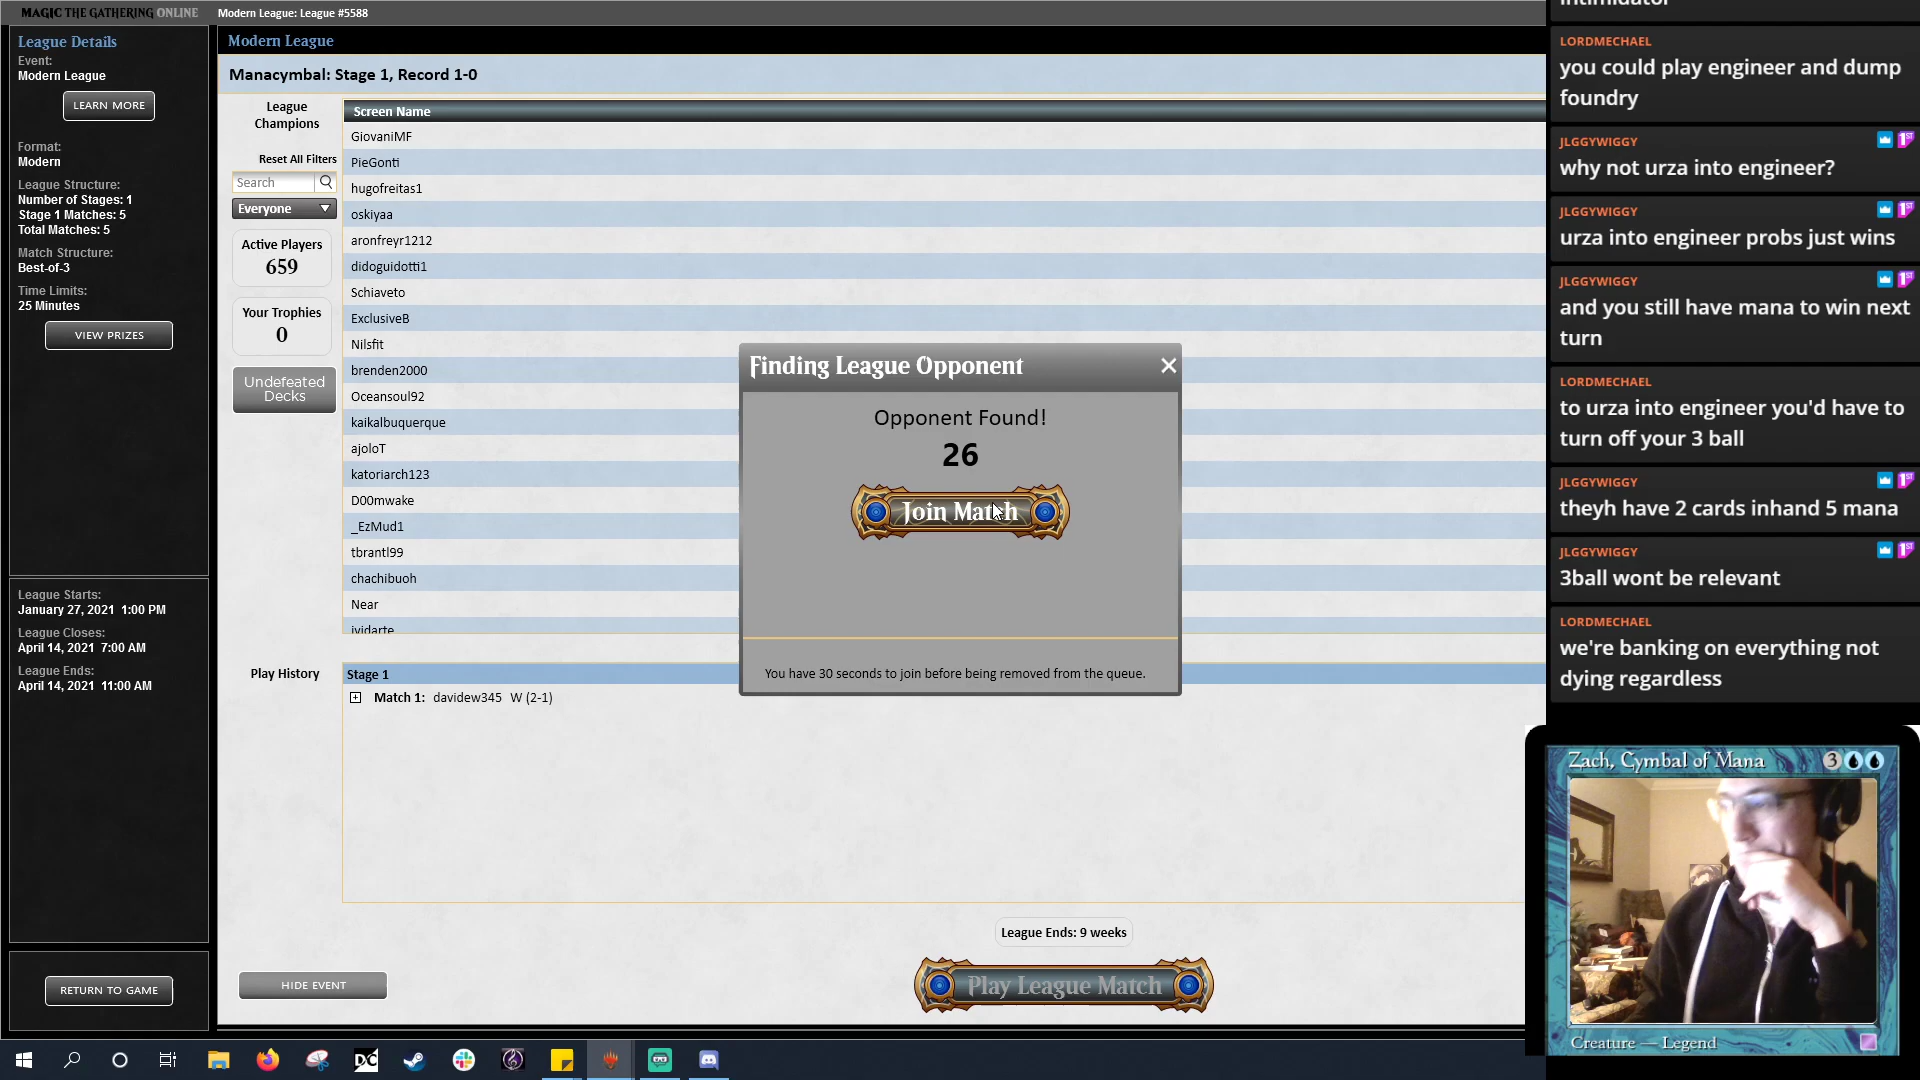 MAGIC THE GATHERING ONLINE
Modern League: League #5588
League Details
Event:
Modern League
LEARN MORE
Format:
Modern
League Structure:
Number of Stages: 1
Stage 1 Matches: 5
Total Matches: 5
Match Structure:
Best-of-3
Time Limits:
25 Minutes
VIEW PRIZES
League Starts:
January 27, 2021 1:00 PM
League Closes:
April 14, 2021 7:00 AM
League Ends:
April 14, 2021 11:00 AM
RETURN TO GAME
Modern League
Manacymbal: Stage 1, Record 1-0
League
Champions
Reset All Filters
Search
Everyone
Active Players
659
Your Trophies
0
Undefeated
Decks
Screen Name
GiovaniMF
PieGonti
hugofreitas1
oskiyaa
aronfreyr1212
didoguidotti1
Schiaveto
ExclusiveB
Nilsfit
brenden2000
Oceansoul92
kaikalbuquerque
ajoloT
katoriarch123
D00mwake
_EzMud1
tbrantl99
chachibuoh
Near
ividarte
Finding League Opponent
Opponent Found!
26
Join Match
You have 30 seconds to join before being removed from the queue.
Play History
Stage 1
Match 1: davidew345 W (2-1)
League Ends: 9 weeks
HIDE EVENT
Play League Match
intimidator
LORDMECHAEL
you could play engineer and dump
foundry
JLGGYWIGGY
why not urza into engineer?
JLGGYWIGGY
urza into engineer probs just wins
JLGGYWIGGY
and you still have mana to win next
turn
LORDMECHAEL
to urza into engineer you'd have to
turn off your 3 ball
JLGGYWIGGY
theyh have 2 cards inhand 5 mana
JLGGYWIGGY
3ball wont be relevant
LORDMECHAEL
we're banking on everything not
dying regardless
Zach, Cymbal of Mana 3
Creature — Legend
DC